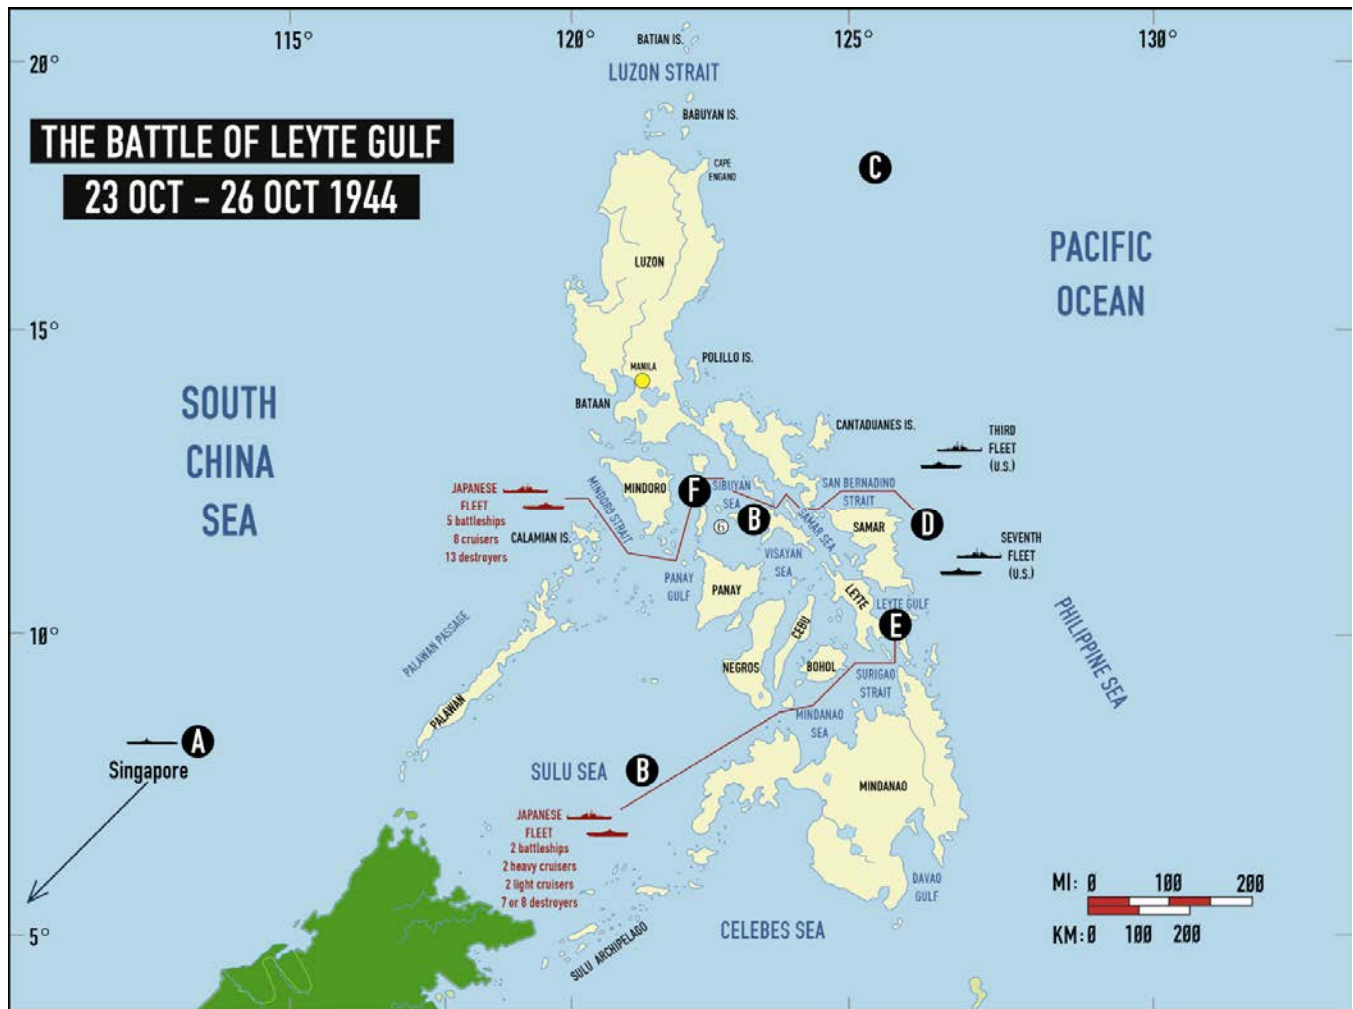 115°
120°
125°
130°
20°
15°
10°
5°
THE BATTLE OF LEYTE GULF
23 OCT - 26 OCT 1944
BATIAN IS.
LUZON STRAIT
BABUYAN IS.
CAPE
ENGANO
C
LUZON
PACIFIC
OCEAN
POLILLO IS.
MANILA
BATAAN
SOUTH
CHINA
SEA
CANTADUANES IS.
THIRD
FLEET
(U.S.)
JAPANESE
FLEET
5 battleships
8 cruisers
13 destroyers
MINDORO STRAIT
MINDORO
F
SIBUYAN
SEA
B
6
SAN BERNADINO
STRAIT
SAMAR SEA
SAMAR
D
CALAMIAN IS.
VISAYAN
SEA
SEVENTH
FLEET
(U.S.)
PANAY
GULF
PANAY
LEYTE
LEYTE GULF
E
CEBU
NEGROS
BOHOL
SURIGAO
STRAIT
PHILIPPINE SEA
PALAWAN PASSAGE
PALAWAN
MINDANAO
SEA
A
Singapore
SULU SEA
B
MINDANAO
JAPANESE
FLEET
2 battleships
2 heavy cruisers
2 light cruisers
7 or 8 destroyers
DAVAO
GULF
CELEBES SEA
SULU ARCHIPELAGO
MI: 0 100 200
KM: 0 100 200